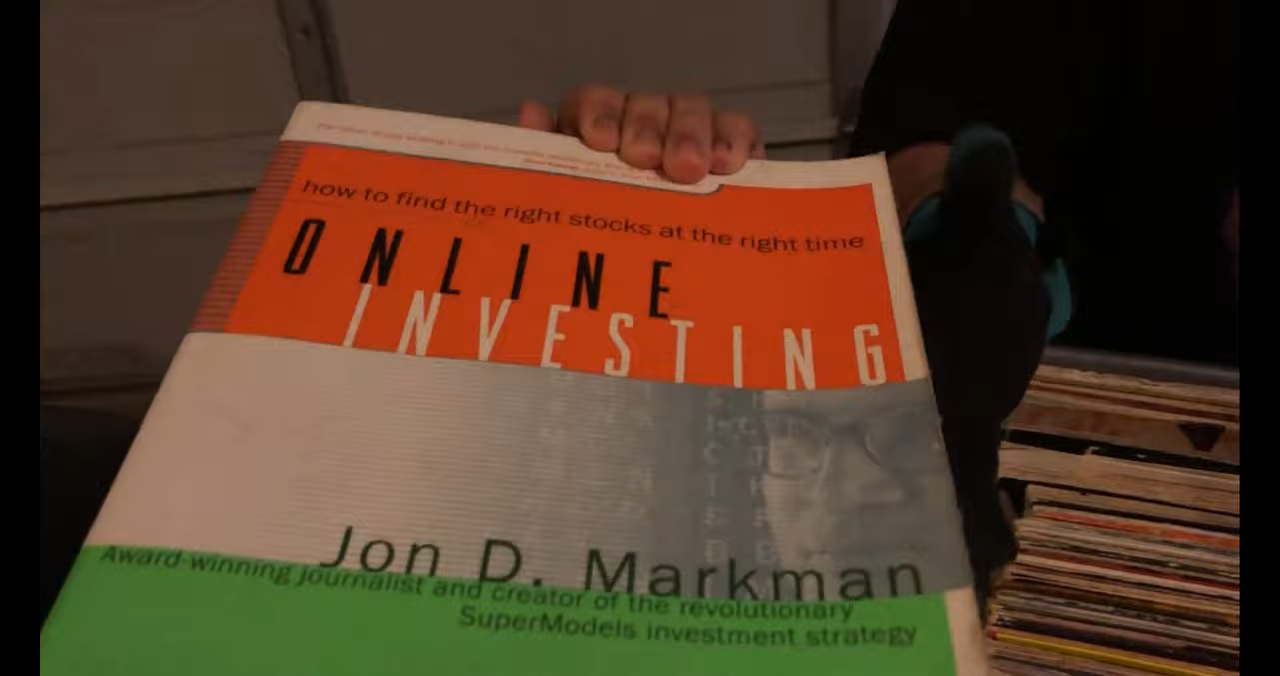 how to find the right stocks at the right time
ONLINE
INVESTING
Jon D. Markman
Award-winning journalist and creator of the revolutionary
SuperModels investment strategy